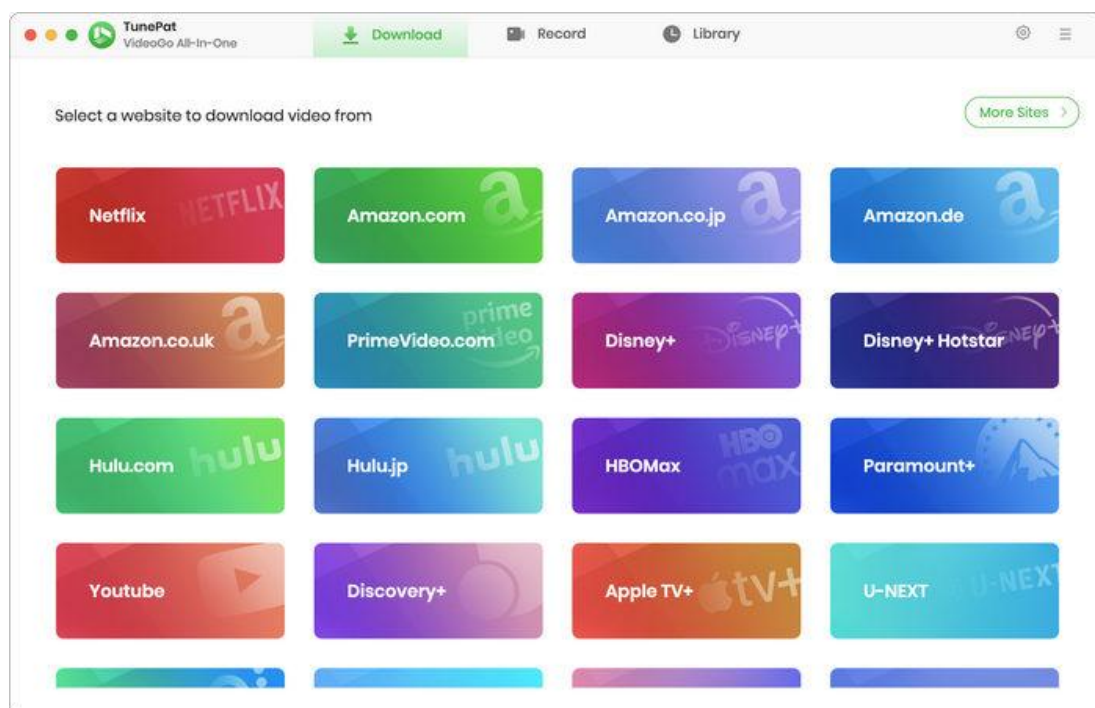 TunePat
VideoGo All-In-One
Download
Record
Library
Select a website to download video from
More Sites
Netflix
NETFLIX
Amazon.com
a
Amazon.co.jp
a
Amazon.de
a
Amazon.co.uk
a
PrimeVideo.com
prime
video
Disney+
Disney+
Disney+ Hotstar
Disney+
Hulu.com
hulu
Hulu.jp
hulu
HBOMax
HBO
max
Paramount+
Youtube
Discovery+
Apple TV+
tv+
U-NEXT
U-NEXT